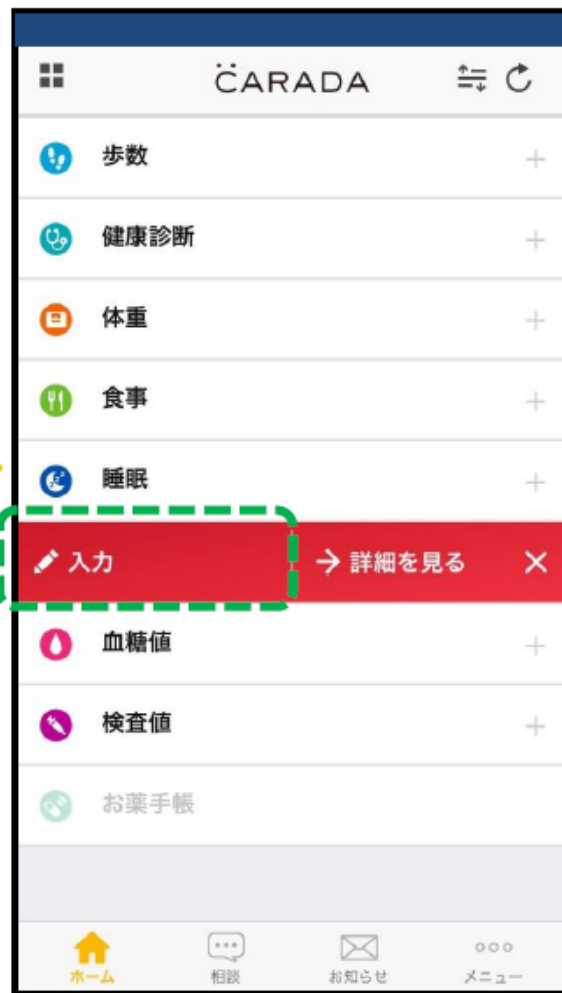 CARADA
歩数
健康診断
体重
食事
睡眠
入力 → 詳細を見る ×
血糖値
検査値
お薬手帳
ホーム 相談 お知らせ メニュー